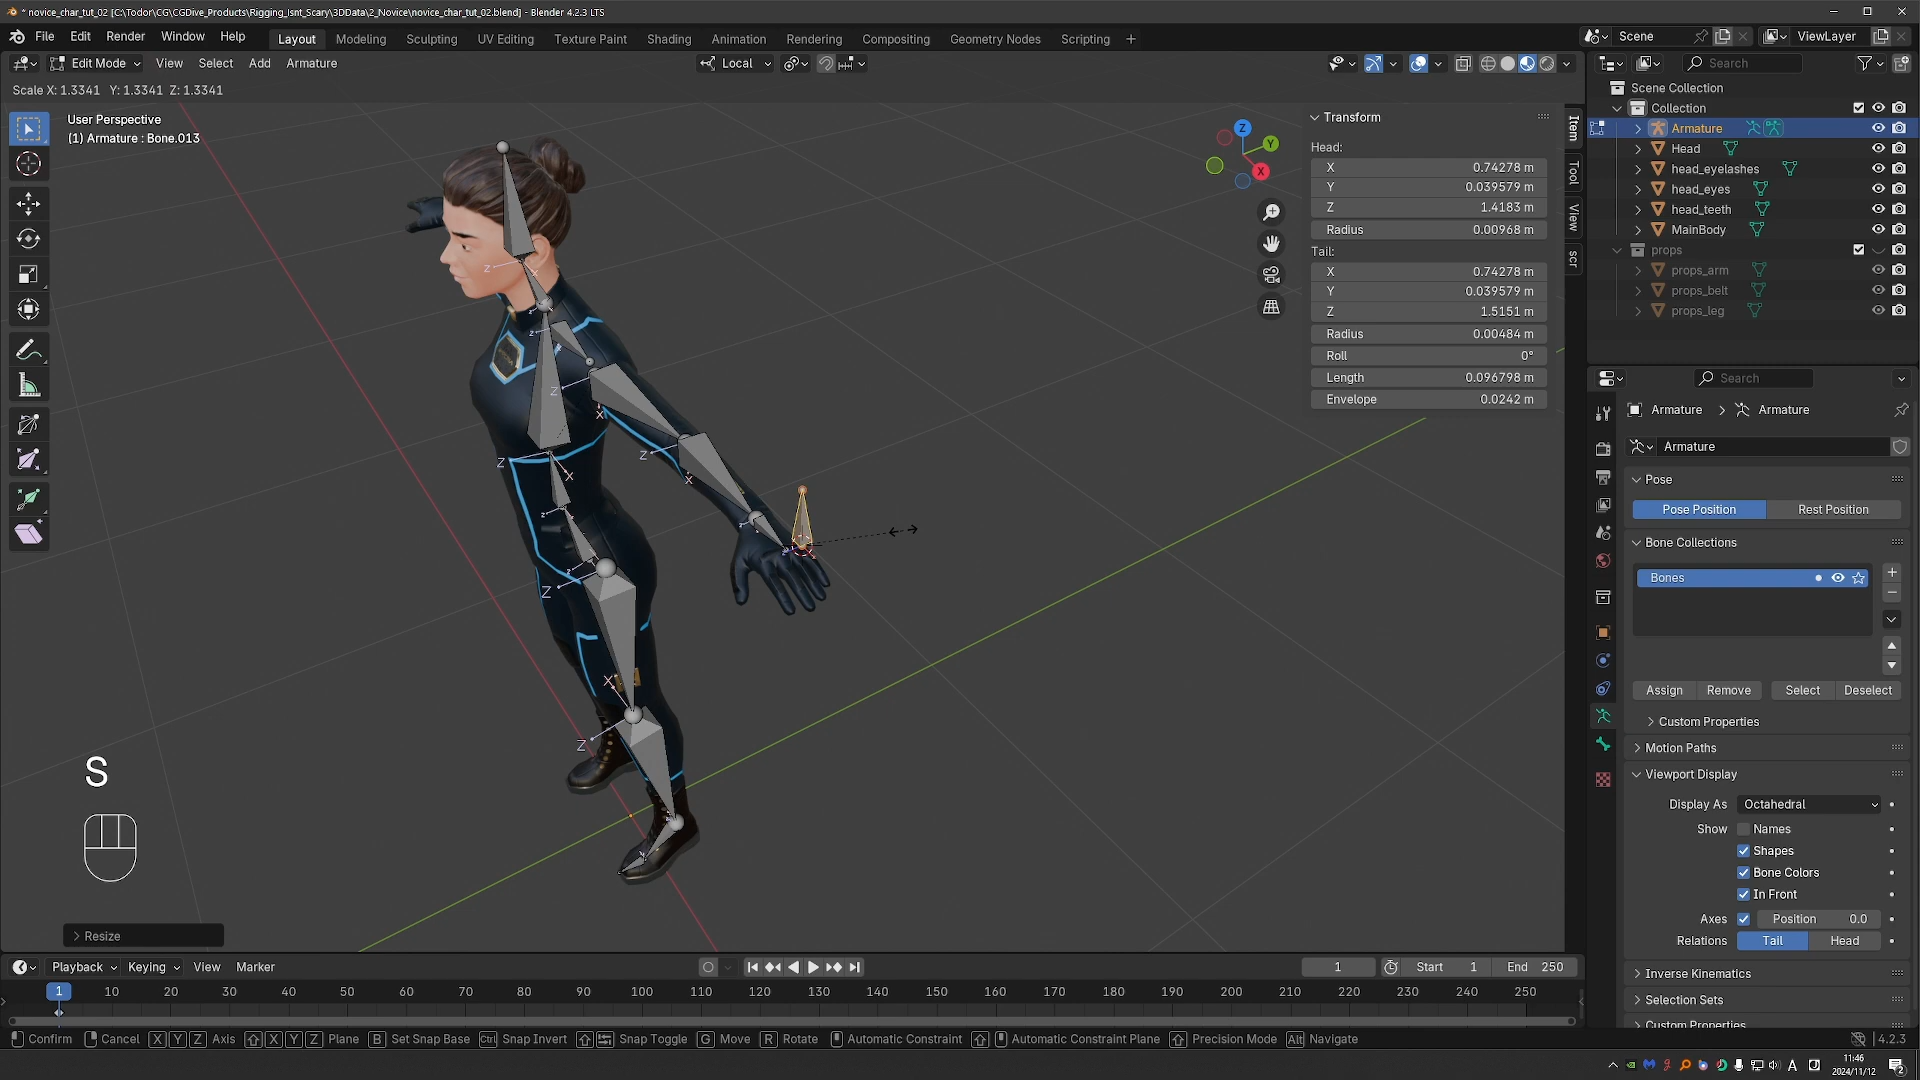 * novice_char_tut_02 [C:\Todor\CG\CGDive_Products\Rigging_Isnt_Scary\3DData\2_Novice\novice_char_tut_02.blend] - Blender 4.2.3 LTS
File Edit Render Window Help Layout Modeling Sculpting UV Editing Texture Paint Shading Animation Rendering Compositing Geometry Nodes Scripting + Scene ViewLayer
Edit Mode View Select Add Armature Local Search
Scale X: 1.3341 Y: 1.3341 Z: 1.3341
User Perspective
(1) Armature : Bone.013
Z
Y
X
Transform
Head:
X 0.74278 m
Y 0.039579 m
Z 1.4183 m
Radius 0.00968 m
Tail:
X 0.74278 m
Y 0.039579 m
Z 1.5151 m
Radius 0.00484 m
Roll 0°
Length 0.096798 m
Envelope 0.0242 m
Item
Tool
View
scr
Scene Collection
Collection
Armature
Head
head_eyelashes
head_eyes
head_teeth
MainBody
props
props_arm
props_belt
props_leg
Search
Armature > Armature
Armature
Pose
Pose Position Rest Position
Bone Collections
Bones
Assign Remove Select Deselect
Custom Properties
Motion Paths
Viewport Display
Display As Octahedral
Show Names
Shapes
Bone Colors
In Front
Axes Position 0.0
Relations Tail Head
Inverse Kinematics
Selection Sets
Custom Properties
S
Resize
Playback Keying View Marker 1 Start 1 End 250
1 10 20 30 40 50 60 70 80 90 100 110 120 130 140 150 160 170 180 190 200 210 220 230 240 250
Confirm Cancel X Y Z Axis X Y Z Plane B Set Snap Base Ctrl Snap Invert Snap Toggle G Move R Rotate Automatic Constraint Automatic Constraint Plane Precision Mode Alt Navigate 4.2.3
A 11:46
2024/11/12